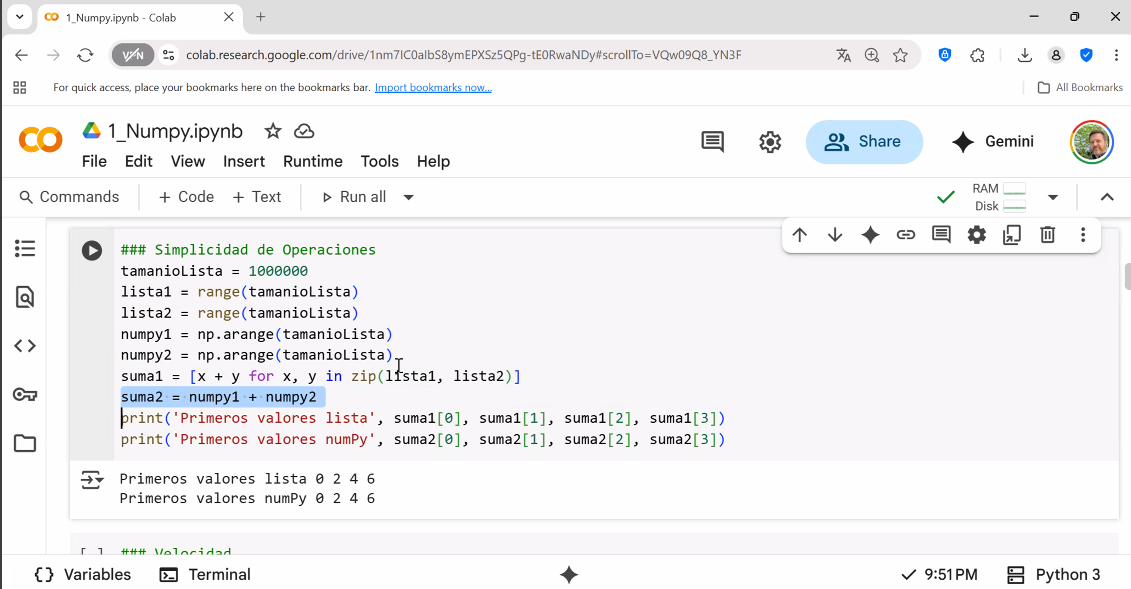 1_Numpy.ipynb - Colab
VPN
colab.research.google.com/drive/1nm7IC0aIbS8ymEPXSz5QPg-tE0RwaNDy#scrollTo=VQw09Q8_YN3F
For quick access, place your bookmarks here on the bookmarks bar. Import bookmarks now...
All Bookmarks
1_Numpy.ipynb
Share
Gemini
File Edit View Insert Runtime Tools Help
Commands + Code + Text Run all
RAM
Disk
### Simplicidad de Operaciones
tamanioLista = 1000000
lista1 = range(tamanioLista)
lista2 = range(tamanioLista)
numpy1 = np.arange(tamanioLista)
numpy2 = np.arange(tamanioLista)
suma1 = [x + y for x, y in zip(lista1, lista2)]
suma2 = numpy1 + numpy2
print('Primeros valores lista', suma1[0], suma1[1], suma1[2], suma1[3])
print('Primeros valores numPy', suma2[0], suma2[1], suma2[2], suma2[3])
Primeros valores lista 0 2 4 6
Primeros valores numPy 0 2 4 6
[ ] ### Velocidad
{} Variables Terminal 9:51 PM Python 3